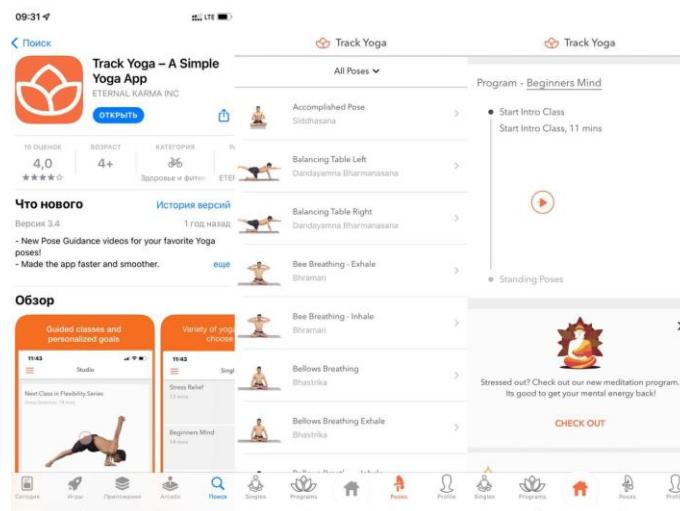 09:31
LTE
Поиск
Track Yoga – A Simple
Yoga App
ETERNAL KARMA INC
ОТКРЫТЬ
10 ОЦЕНОК
ВОЗРАСТ
КАТЕГОРИЯ
4,0
4+
Здоровье и фитнес
ETE
Что нового
История версий
Версия 3.4
1 год назад
- New Pose Guidance videos for your favorite Yoga
poses!
- Made the app faster and smoother.
еще
Обзор
Guided classes and
personalized goals
Variety of yoga
choose
11:43
Studio
Next Class in Flexibility Series
11:43
Singl
Stress Relief
13 mins
Beginners Mind
14 mins
Сегодня
Игры
Приложения
Arcade
Поиск
Track Yoga
All Poses
Accomplished Pose
Siddhasana
Balancing Table Left
Dandayamna Bharmanasana
Balancing Table Right
Dandayamna Bharmanasana
Bee Breathing - Exhale
Bhramari
Bee Breathing - Inhale
Bhramari
Bellows Breathing
Bhastrika
Bellows Breathing Exhale
Bhastrika
Singles
Programs
Poses
Profile
Track Yoga
Program - Beginners Mind
Start Intro Class
Start Intro Class, 11 mins
Standing Poses
Stressed out? Check out our new meditation program.
Its good to get your mental energy back!
CHECK OUT
Singles
Programs
Poses
Profil